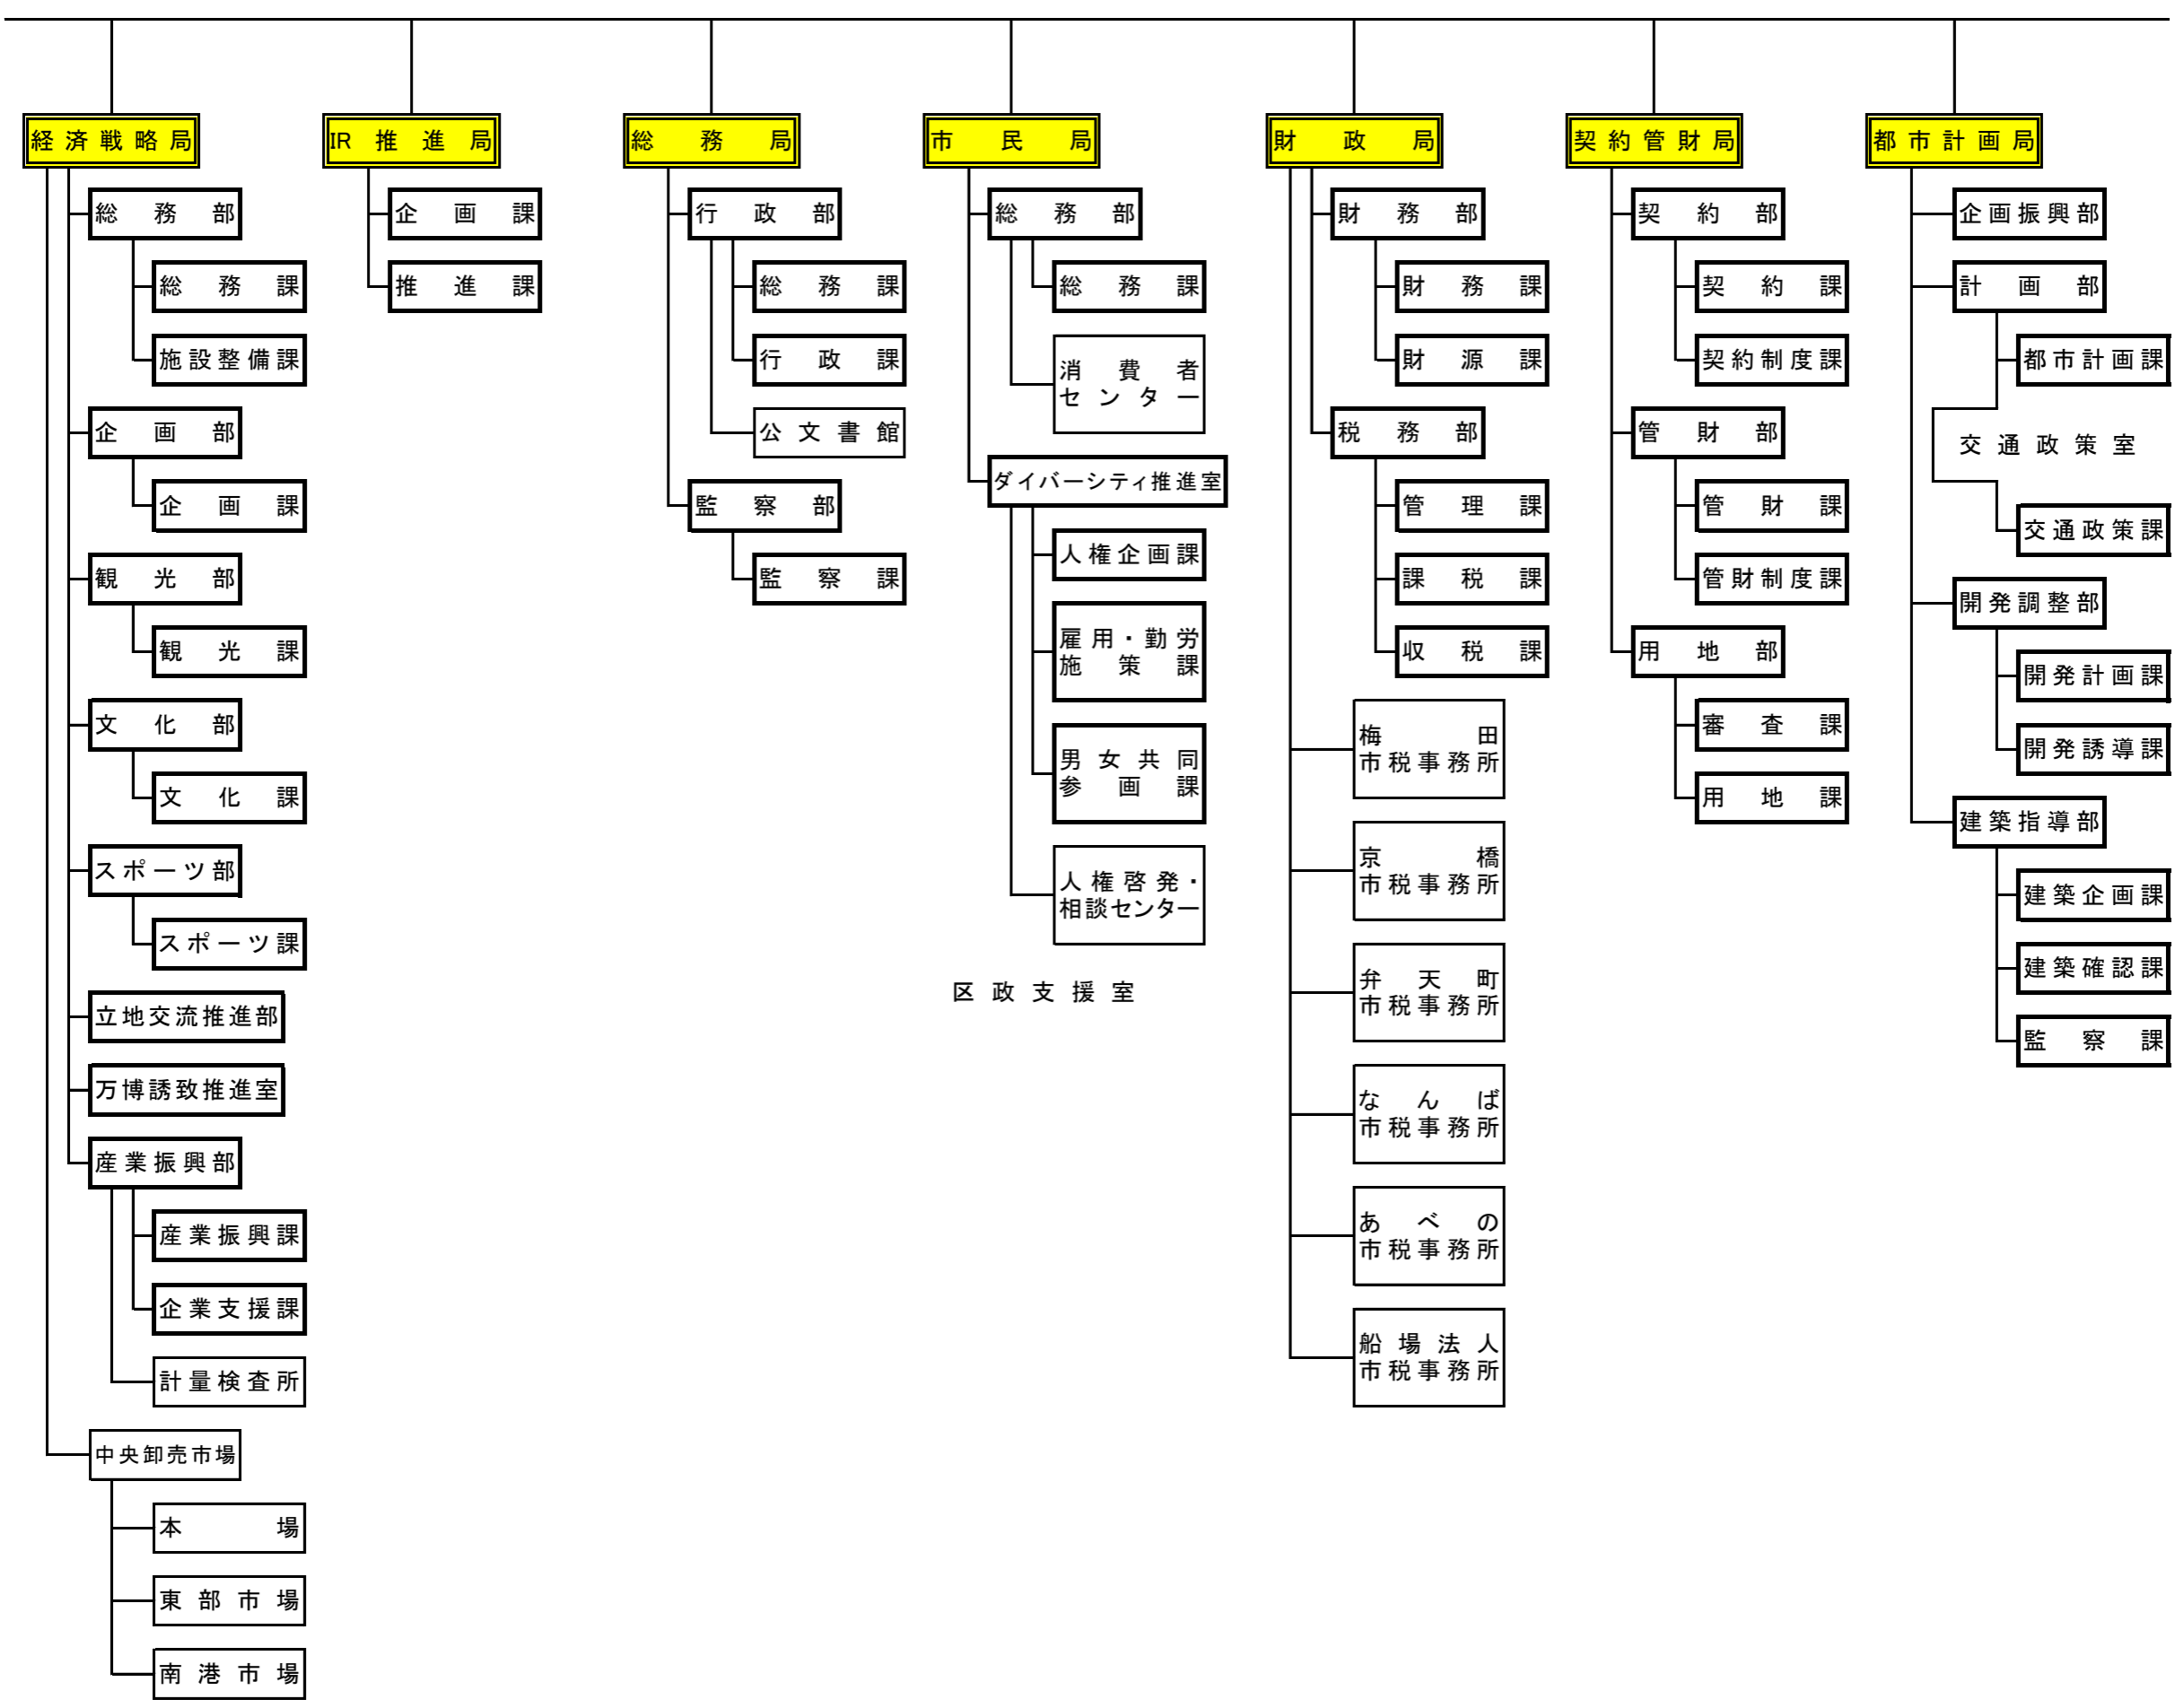 経済戦略局
総務部
総務課
施設整備課
企画部
企画課
観光部
観光課
文化部
文化課
スポーツ部
スポーツ課
立地交流推進部
万博誘致推進室
産業振興部
産業振興課
企業支援課
計量検査所
中央卸売市場
本場
東部市場
南港市場
IR推進局
企画課
推進課
総務局
行政部
総務課
行政課
公文書館
監察部
監察課
市民局
総務部
総務課
消費者
センター
ダイバーシティ推進室
人権企画課
雇用・勤労
施策課
男女共同
参画課
人権啓発・
相談センター
区政支援室
財政局
財務部
財務課
財源課
税務部
管理課
課税課
収税課
梅田
市税事務所
京橋
市税事務所
弁天町
市税事務所
なんば
市税事務所
あべの
市税事務所
船場法人
市税事務所
契約管財局
契約部
契約課
契約制度課
管財部
管財課
管財制度課
用地部
審査課
用地課
都市計画局
企画振興部
計画部
都市計画課
交通政策室
交通政策課
開発調整部
開発計画課
開発誘導課
建築指導部
建築企画課
建築確認課
監察課